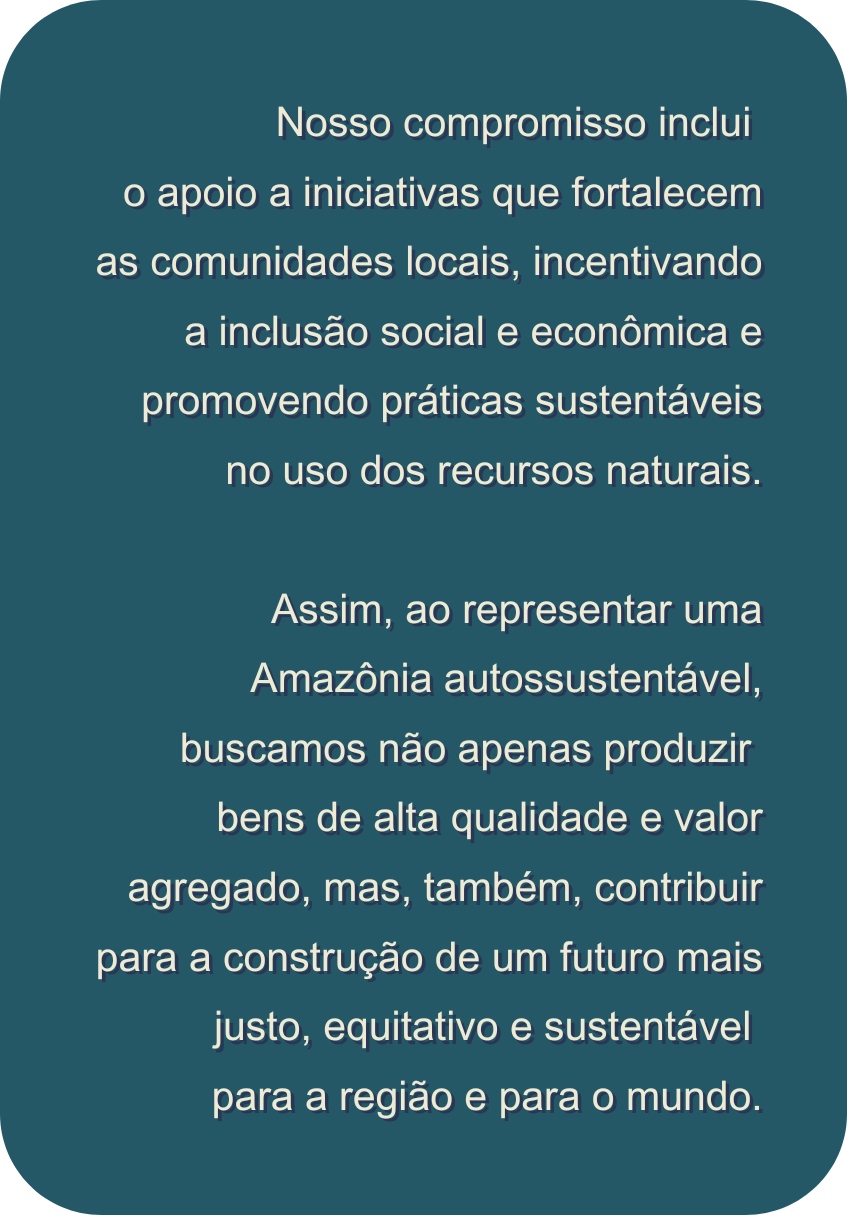 Nosso compromisso inclui
o apoio a iniciativas que fortalecem
as comunidades locais, incentivando
a inclusão social e econômica e
promovendo práticas sustentáveis
no uso dos recursos naturais.
Assim, ao representar uma
Amazônia autossustentável,
buscamos não apenas produzir
bens de alta qualidade e valor
agregado, mas, também, contribuir
para a construção de um futuro mais
justo, equitativo e sustentável
para a região e para o mundo.